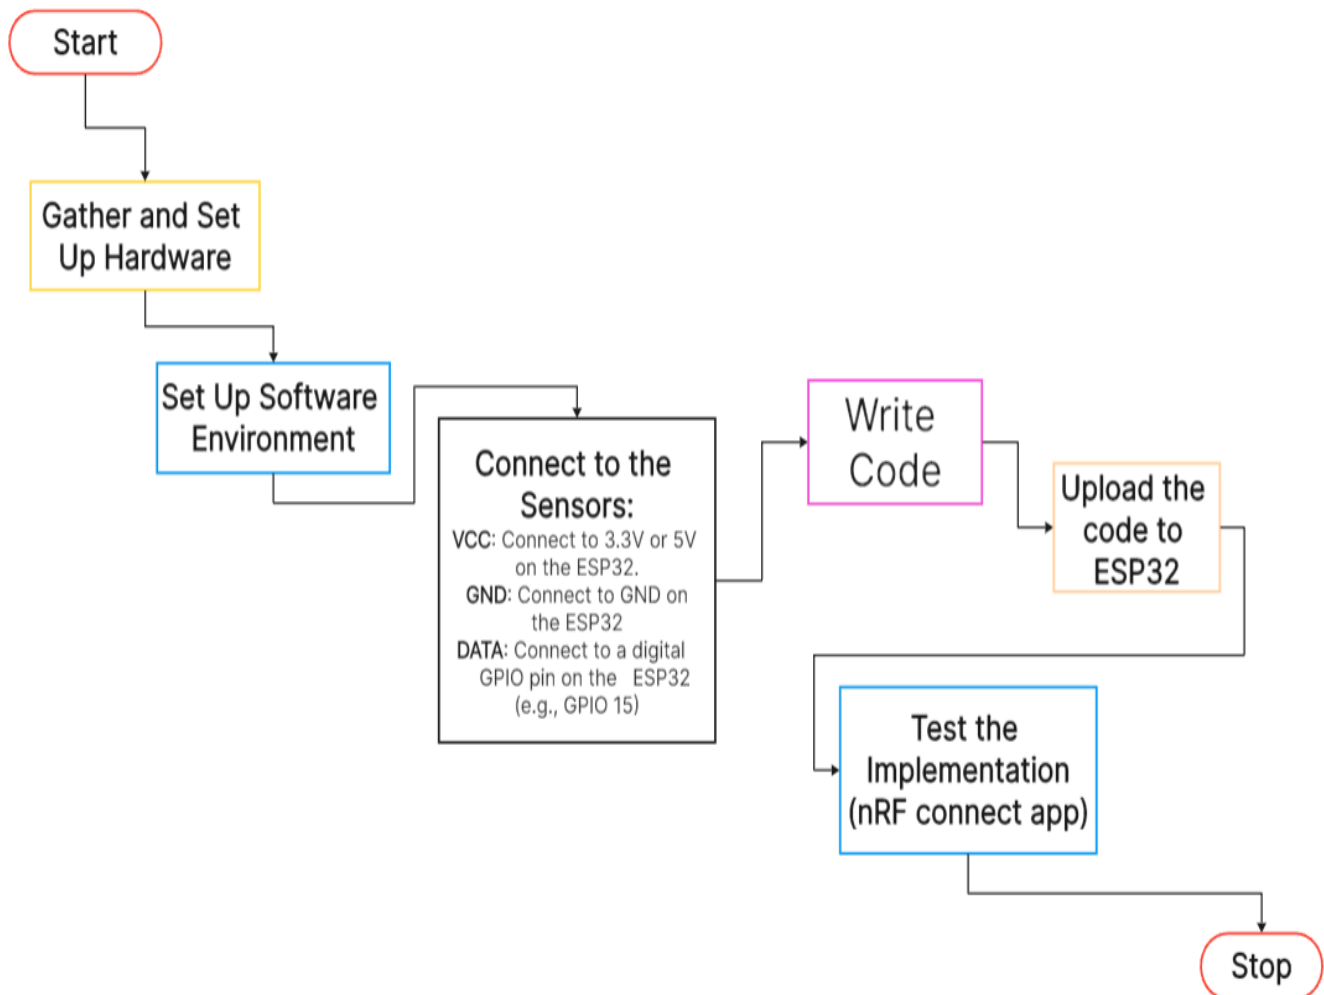 Start
Gather and Set
Up Hardware
Set Up Software
Environment
Connect to the
Sensors:
VCC: Connect to 3.3V or 5V
on the ESP32.
GND: Connect to GND on
the ESP32
DATA: Connect to a digital
GPIO pin on the ESP32
(e.g., GPIO 15)
Write
Code
Upload the
code to
ESP32
Test the
Implementation
(nRF connect app)
Stop